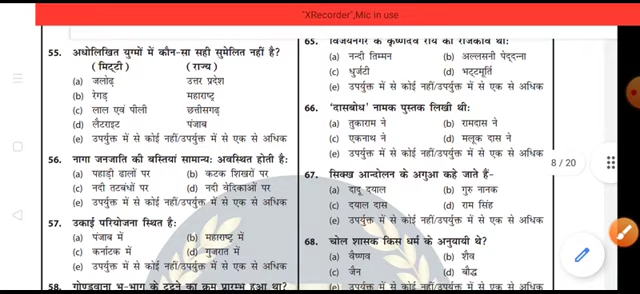 "XRecorder",Mic in use
55. अधोलिखित युग्मों में कौन-सा सही सुमेलित नहीं है?
(मिट्टी) (राज्य)
(a) जलोढ़ उत्तर प्रदेश
(b) रेगड़ महाराष्ट्र
(c) लाल एवं पीली छत्तीसगढ़
(d) लैटराइट पंजाब
(e) उपर्युक्त में से कोई नहीं/उपर्युक्त में से एक से अधिक
56. नागा जनजाति की बस्तियां सामान्यः अवस्थित होती हैं:
(a) पहाड़ी ढालों पर (b) कटक शिखरों पर
(c) नदी तटबंधों पर (d) नदी वेदिकाओं पर
(e) उपर्युक्त में से कोई नहीं/उपर्युक्त में से एक से अधिक
57. उकाई परियोजना स्थित है:
(a) पंजाब में (b) महाराष्ट्र में
(c) कर्नाटक में (d) गुजरात में
(e) उपर्युक्त में से कोई नहीं/उपर्युक्त में से एक से अधिक
58. गोण्डवाना भू-भाग के टूटने का क्रम प्रारम्भ हुआ था?
65. विजयनगर के कृष्णदेव राय का राजकवि था:
(a) नन्दी तिम्मन (b) अल्लसनी पेद्दन्ना
(c) धुर्जटी (d) भट्टमूर्ति
(e) उपर्युक्त में से कोई नहीं/उपर्युक्त में से एक से अधिक
66. 'दासबोध' नामक पुस्तक लिखी थी:
(a) तुकाराम ने (b) रामदास ने
(c) एकनाथ ने (d) मलूक दास ने
(e) उपर्युक्त में से कोई नहीं/उपर्युक्त में से एक से अधिक
67. सिक्ख आन्दोलन के अगुआ कहे जाते हैं-
(a) दादू दयाल (b) गुरु नानक
(c) दयाल दास (d) राम सिंह
(e) उपर्युक्त में से कोई नहीं/उपर्युक्त में से एक से अधिक
68. चोल शासक किस धर्म के अनुयायी थे?
(a) वैष्णव (b) शैव
(c) जैन (d) बौद्ध
(e) उपर्युक्त में से कोई नहीं/उपर्युक्त में से एक से अधिक
8 / 20